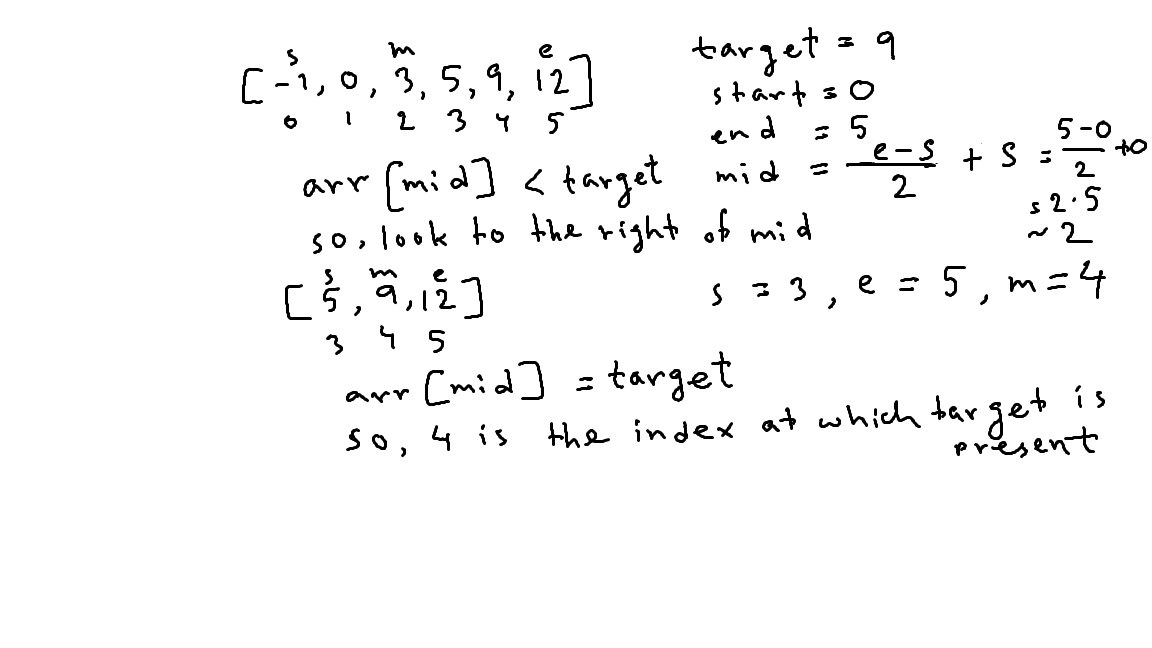 s m e
[-1, 0, 3, 5, 9, 12]
0 1 2 3 4 5
target = 9
start = 0
end = 5
mid = e-s/2 + s = 5-0/2 +0
= 2.5
~ 2
arr [mid] < target
so, look to the right of mid
s m e
[5, 9, 12]
3 4 5
s = 3, e = 5, m = 4
arr [mid] = target
so, 4 is the index at which target is
present